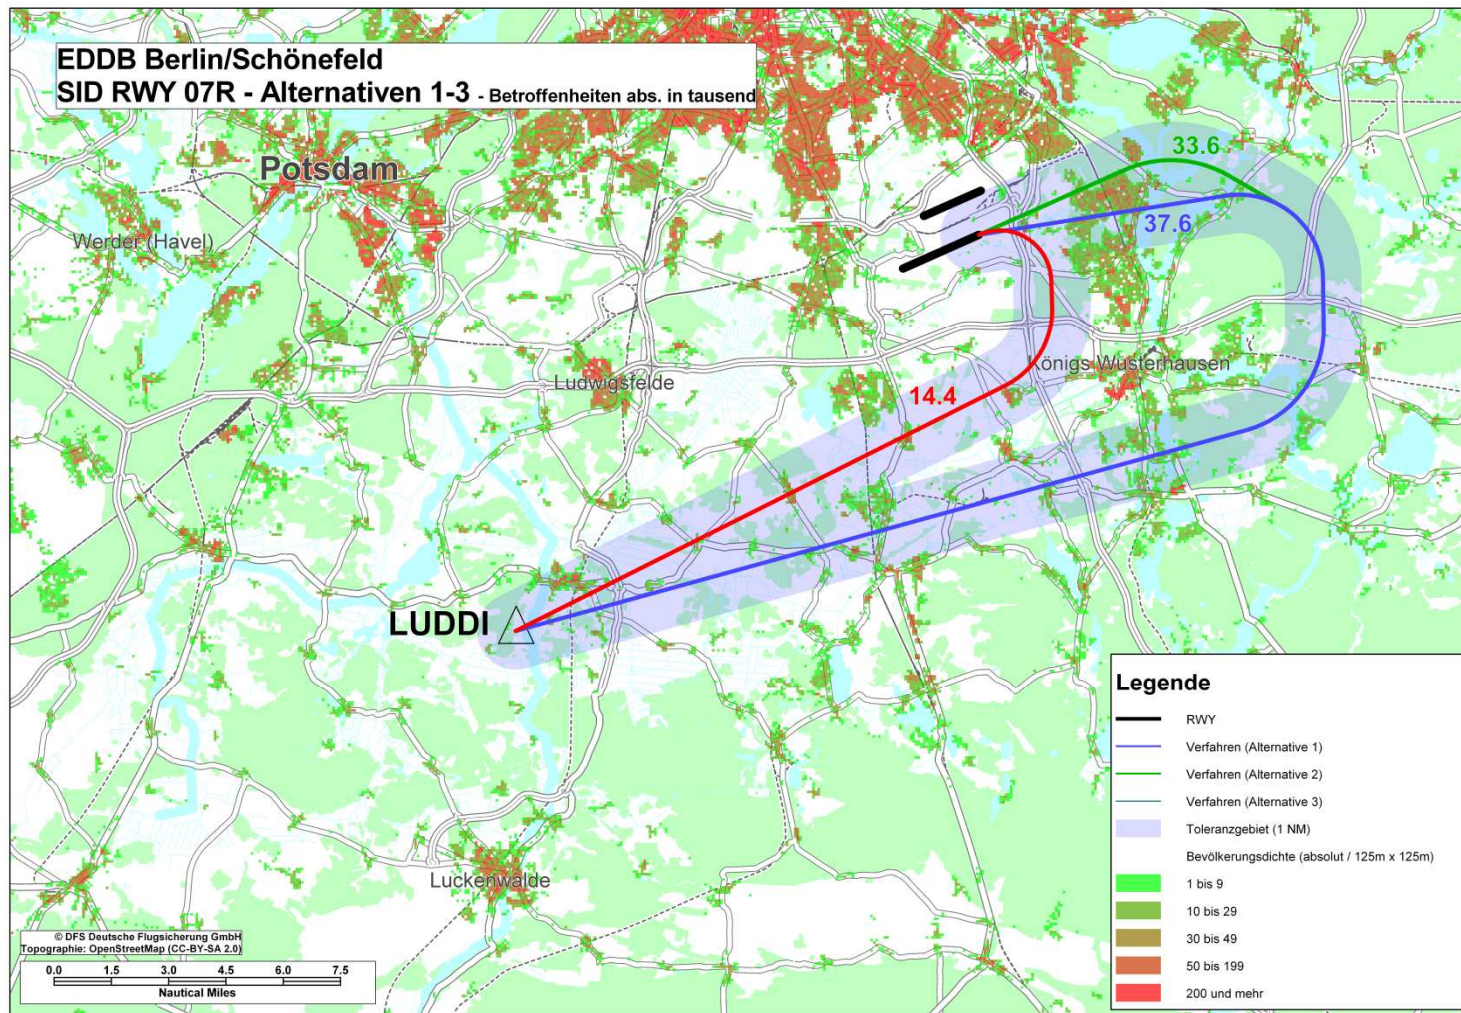 EDDB Berlin/Schönefeld
SID RWY 07R - Alternativen 1-3 - Betroffenheiten abs. in tausend
Potsdam
33.6
Werder (Havel)
37.6
Königs Wusterhausen
Ludwigsfelde
14.4
LUDDI
Luckenwalde
Legende
RWY
Verfahren (Alternative 1)
Verfahren (Alternative 2)
Verfahren (Alternative 3)
Toleranzgebiet (1 NM)
Bevölkerungsdichte (absolut / 125m x 125m)
1 bis 9
10 bis 29
30 bis 49
50 bis 199
200 und mehr
© DFS Deutsche Flugsicherung GmbH
Topographie: OpenStreetMap (CC-BY-SA 2.0)
0.0 1.5 3.0 4.5 6.0 7.5
Nautical Miles